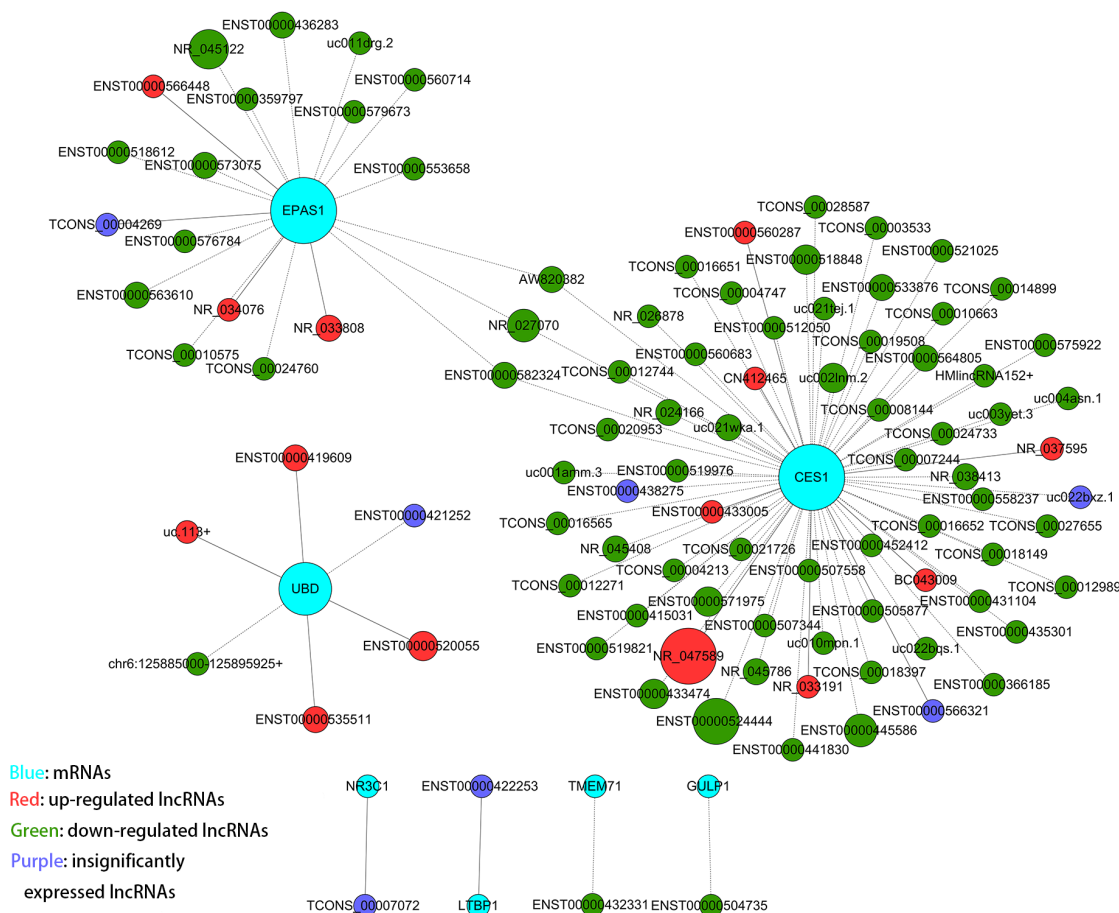 ENST00000436283
NR_045122
uc011drg.2
ENST00000566448
ENST00000560714
ENST00000359797
ENST00000579673
ENST00000518612
ENST00000573075
ENST00000553658
EPAS1
TCONS_00004269
ENST00000576784
ENST00000563610
NR_034076
NR_033808
TCONS_00010575
TCONS_00024760
AW820382
NR_027070
ENST00000582324
TCONS_00028587
ENST00000560287
TCONS_00003533
ENST00000521025
TCONS_00016651
ENST00000518848
TCONS_00004747
ENST00000533876
TCONS_00014899
NR_026878
uc021tej.1
TCONS_00010663
ENST00000512050
TCONS_00019508
ENST00000575922
ENST00000560683
ENST00000564805
TCONS_00012744
CN412465
uc002lnm.2
HMlincRNA152+
uc004asn.1
NR_024166
TCONS_00008144
uc003yet.3
TCONS_00020953
uc021wka.1
TCONS_00024733
NR_037595
TCONS_00007244
uc001amm.3
ENST00000519976
CES1
NR_038413
ENST00000438275
ENST00000558237
uc022bxz.1
ENST00000433005
TCONS_00016565
TCONS_00016652
TCONS_00027655
NR_045408
TCONS_00021726
ENST00000452412
TCONS_00018149
TCONS_00012271
TCONS_00004213
ENST00000507558
BC043009
TCONS_00012989
ENST00000571975
ENST00000431104
ENST00000415031
ENST00000507344
ENST00000505877
ENST00000435301
ENST00000519821
NR_047589
uc010mpn.1
uc022bqs.1
NR_045786
TCONS_00018397
NR_033191
ENST00000366185
ENST00000433474
ENST00000566321
ENST00000524444
ENST00000445586
ENST00000441830
ENST00000419609
ENST00000421252
uc.113+
UBD
ENST00000520055
chr6:125885000-125895925+
ENST00000535511
Blue: mRNAs
Red: up-regulated lncRNAs
Green: down-regulated lncRNAs
Purple: insignificantly
expressed lncRNAs
NR3C1
ENST00000422253
TMEM71
GULP1
TCONS_00007072
LTBP1
ENST00000432331
ENST00000504735